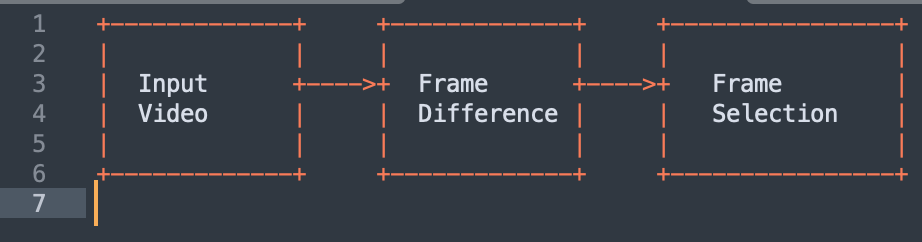 1 +-------------+     +-------------+     +----------------+
2 |             |     |             |     |                |
3 |  Input      +---->+  Frame      +---->+   Frame        |
4 |  Video      |     |  Difference |     |   Selection    |
5 |             |     |             |     |                |
6 +-------------+     +-------------+     +----------------+
7